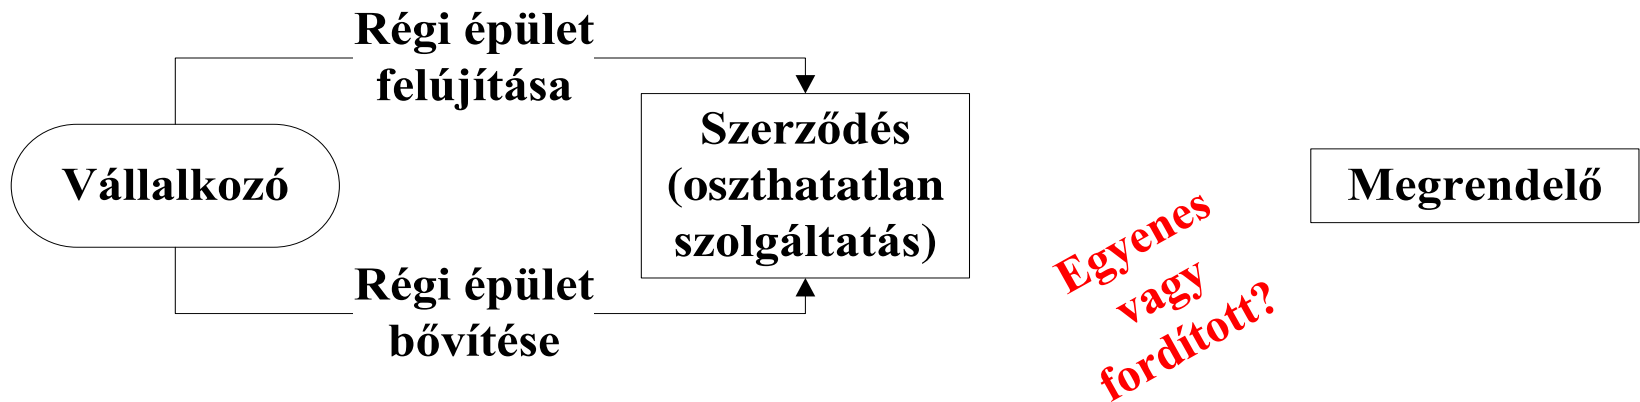 Régi épület
felújítása
Vállalkozó
Szerződés
(oszthatatlan
szolgáltatás)
Megrendelő
Egyenes
vagy
fordított?
Régi épület
bővítése